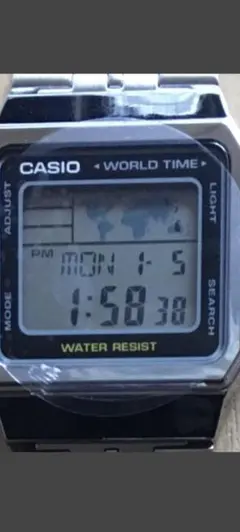 CASIO ◂ WORLD TIME ▸
ADJUST
LIGHT
PM MON 1-5
1:58 38
MODE
SEARCH
WATER RESIST